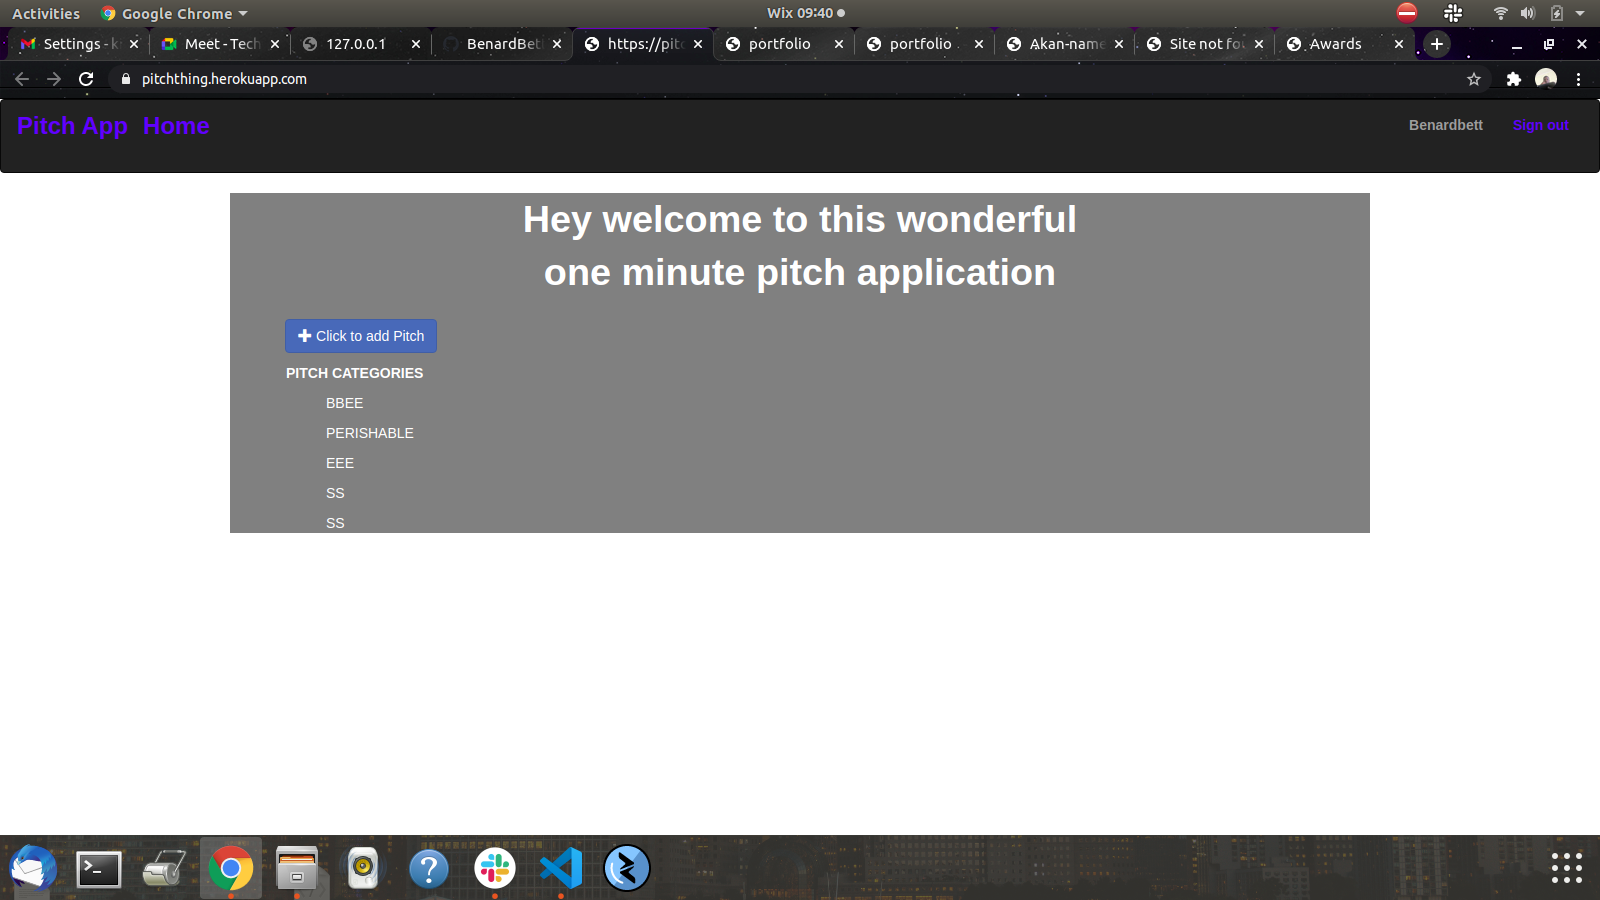 Activities
Google Chrome
Wix 09:40
Settings - k
Meet - Tech
127.0.0.1
BenardBet
https://pitc
portfolio
portfolio
Akan-name
Site not fo
Awards
pitchthing.herokuapp.com
Pitch App Home
Benardbett
Sign out
Hey welcome to this wonderful
one minute pitch application
Click to add Pitch
PITCH CATEGORIES
BBEE
PERISHABLE
EEE
SS
SS